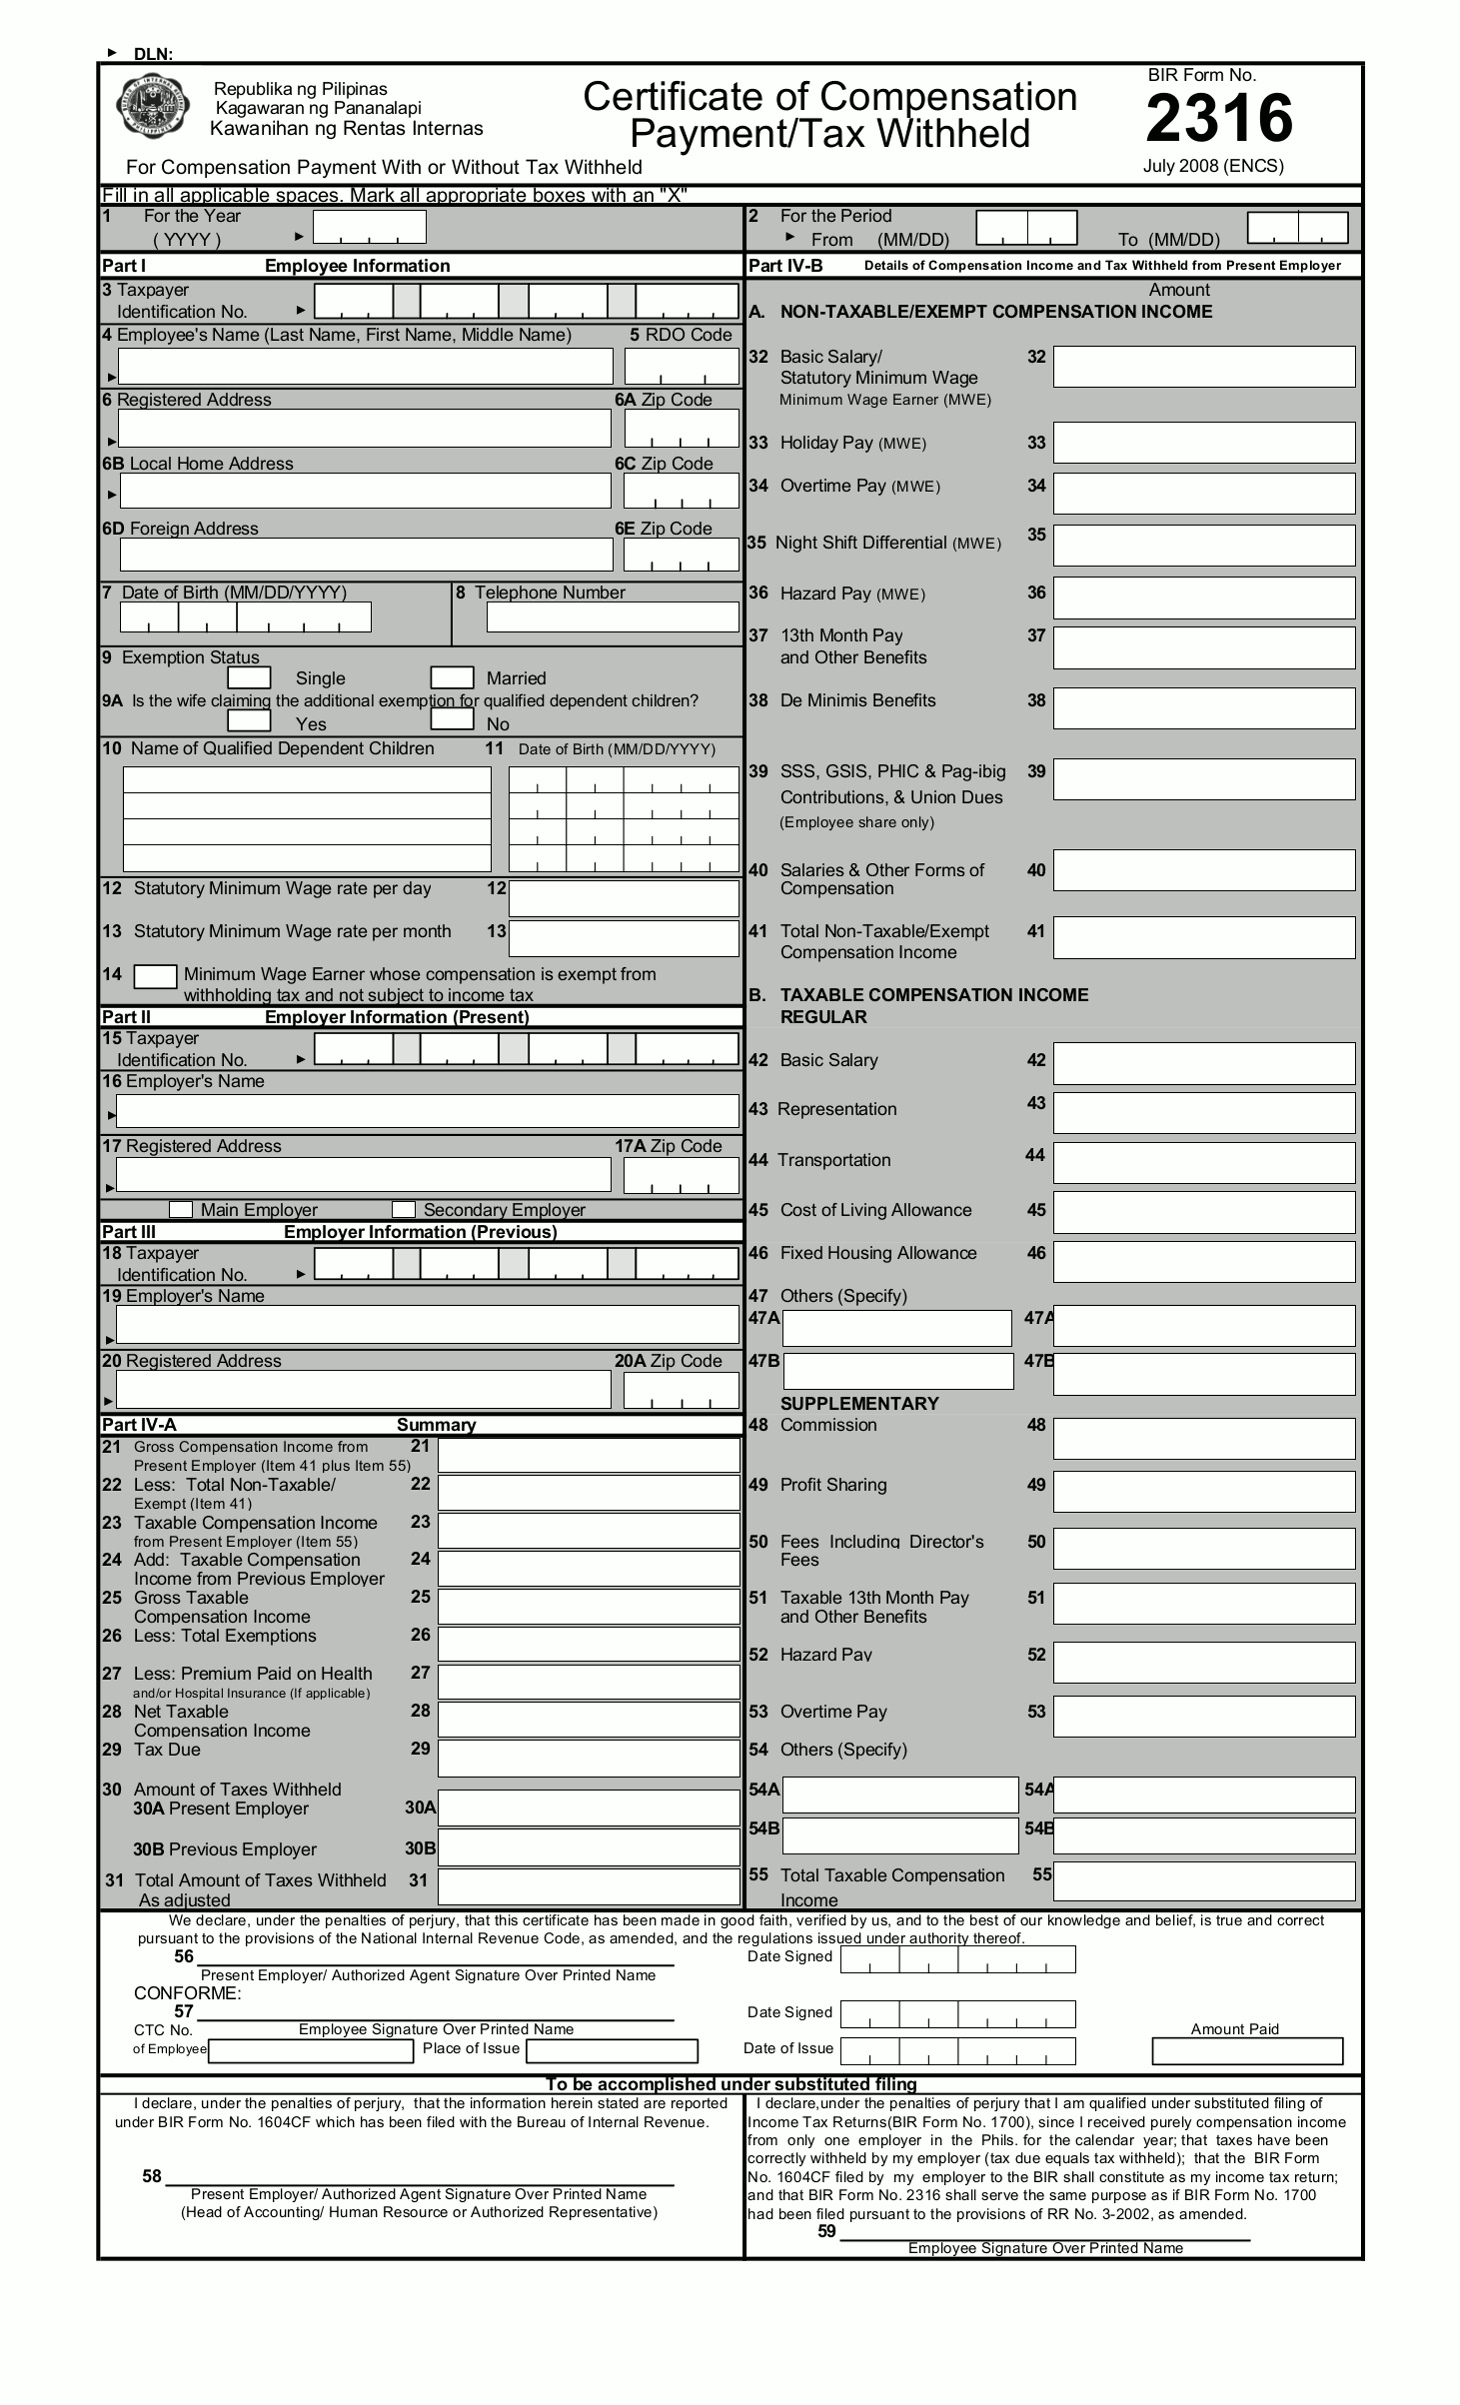 DLN:
Republika ng Pilipinas
Kagawaran ng Pananalapi
Kawanihan ng Rentas Internas
For Compensation Payment With or Without Tax Withheld
Certificate of Compensation
Payment/Tax Withheld
BIR Form No.
2316
July 2008 (ENCS)
Fill in all applicable spaces. Mark all appropriate boxes with an "X"
1 For the Year
( YYYY )
2 For the Period
From (MM/DD) To (MM/DD)
Part I Employee Information
3 Taxpayer
Identification No.
4 Employee's Name (Last Name, First Name, Middle Name) 5 RDO Code
6 Registered Address 6A Zip Code
6B Local Home Address 6C Zip Code
6D Foreign Address 6E Zip Code
7 Date of Birth (MM/DD/YYYY) 8 Telephone Number
9 Exemption Status
Single Married
9A Is the wife claiming the additional exemption for qualified dependent children?
Yes No
10 Name of Qualified Dependent Children 11 Date of Birth (MM/DD/YYYY)
12 Statutory Minimum Wage rate per day 12
13 Statutory Minimum Wage rate per month 13
14 Minimum Wage Earner whose compensation is exempt from
withholding tax and not subject to income tax
Part II Employer Information (Present)
15 Taxpayer
Identification No.
16 Employer's Name
17 Registered Address 17A Zip Code
Main Employer Secondary Employer
Part III Employer Information (Previous)
18 Taxpayer
Identification No.
19 Employer's Name
20 Registered Address 20A Zip Code
Part IV-A Summary
21 Gross Compensation Income from 21
Present Employer (Item 41 plus Item 55)
22 Less: Total Non-Taxable/ 22
Exempt (Item 41)
23 Taxable Compensation Income 23
from Present Employer (Item 55)
24 Add: Taxable Compensation 24
Income from Previous Employer
25 Gross Taxable 25
Compensation Income
26 Less: Total Exemptions 26
27 Less: Premium Paid on Health 27
and/or Hospital Insurance (If applicable)
28 Net Taxable 28
Compensation Income
29 Tax Due 29
30 Amount of Taxes Withheld
30A Present Employer 30A
30B Previous Employer 30B
31 Total Amount of Taxes Withheld 31
As adjusted
Part IV-B Details of Compensation Income and Tax Withheld from Present Employer
Amount
A. NON-TAXABLE/EXEMPT COMPENSATION INCOME
32 Basic Salary/ 32
Statutory Minimum Wage
Minimum Wage Earner (MWE)
33 Holiday Pay (MWE) 33
34 Overtime Pay (MWE) 34
35 Night Shift Differential (MWE) 35
36 Hazard Pay (MWE) 36
37 13th Month Pay 37
and Other Benefits
38 De Minimis Benefits 38
39 SSS, GSIS, PHIC & Pag-ibig 39
Contributions, & Union Dues
(Employee share only)
40 Salaries & Other Forms of 40
Compensation
41 Total Non-Taxable/Exempt 41
Compensation Income
B. TAXABLE COMPENSATION INCOME
REGULAR
42 Basic Salary 42
43 Representation 43
44 Transportation 44
45 Cost of Living Allowance 45
46 Fixed Housing Allowance 46
47 Others (Specify)
47A 47A
47B 47B
SUPPLEMENTARY
48 Commission 48
49 Profit Sharing 49
50 Fees Including Director's 50
Fees
51 Taxable 13th Month Pay 51
and Other Benefits
52 Hazard Pay 52
53 Overtime Pay 53
54 Others (Specify)
54A 54A
54B 54B
55 Total Taxable Compensation 55
Income
We declare, under the penalties of perjury, that this certificate has been made in good faith, verified by us, and to the best of our knowledge and belief, is true and correct
pursuant to the provisions of the National Internal Revenue Code, as amended, and the regulations issued under authority thereof.
56 Date Signed
Present Employer/ Authorized Agent Signature Over Printed Name
CONFORME:
57 Date Signed
CTC No. Employee Signature Over Printed Name Amount Paid
of Employee Place of Issue Date of Issue
To be accomplished under substituted filing
I declare, under the penalties of perjury, that the information herein stated are reported
under BIR Form No. 1604CF which has been filed with the Bureau of Internal Revenue.
58
Present Employer/ Authorized Agent Signature Over Printed Name
(Head of Accounting/ Human Resource or Authorized Representative)
I declare,under the penalties of perjury that I am qualified under substituted filing of
Income Tax Returns(BIR Form No. 1700), since I received purely compensation income
from only one employer in the Phils. for the calendar year; that taxes have been
correctly withheld by my employer (tax due equals tax withheld); that the BIR Form
No. 1604CF filed by my employer to the BIR shall constitute as my income tax return;
and that BIR Form No. 2316 shall serve the same purpose as if BIR Form No. 1700
had been filed pursuant to the provisions of RR No. 3-2002, as amended.
59
Employee Signature Over Printed Name